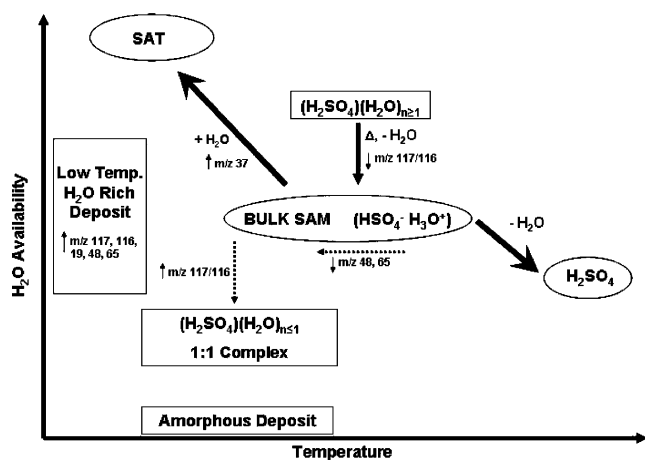 SAT
(H₂SO₄)(H₂O)ₙ≥₁
+ H₂O
↑ m/z 37
Δ, - H₂O
↓ m/z 117/116
Low Temp.
H₂O Rich
Deposit
↑ m/z 117, 116,
19, 48, 65
BULK SAM (HSO₄⁻ H₃O⁺)
- H₂O
↑ m/z 117/116
↓ m/z 48, 65
H₂SO₄
(H₂SO₄)(H₂O)ₙ≤₁
1:1 Complex
Amorphous Deposit
H₂O Availability
Temperature